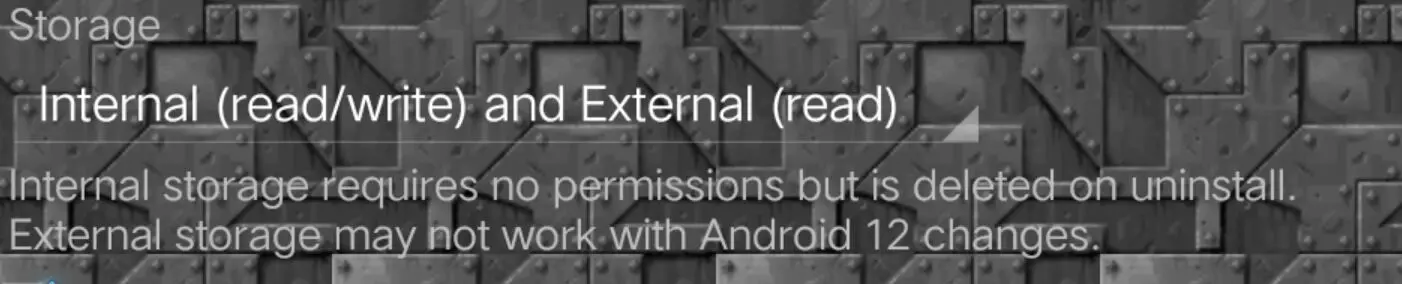 Storage
Internal (read/write) and External (read)
Internal storage requires no permissions but is deleted on uninstall.
External storage may not work with Android 12 changes.